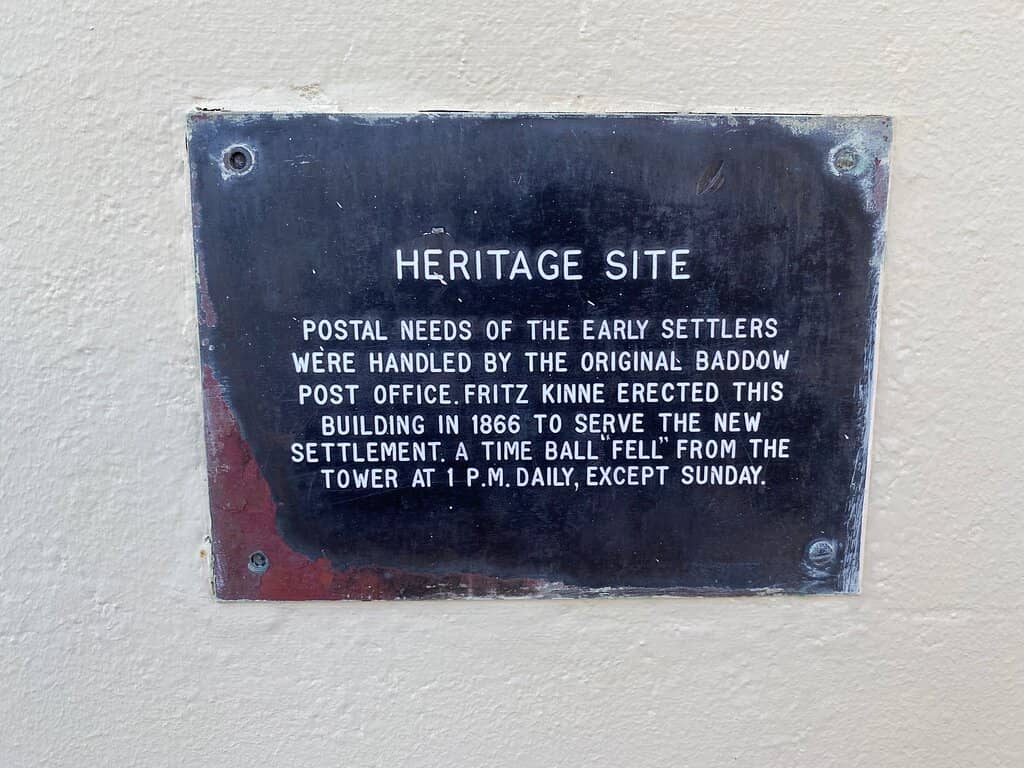 HERITAGE SITE
POSTAL NEEDS OF THE EARLY SETTLERS
WERE HANDLED BY THE ORIGINAL BADDOW
POST OFFICE. FRITZ KINNE ERECTED THIS
BUILDING IN 1866 TO SERVE THE NEW
SETTLEMENT. A TIME BALL "FELL" FROM THE
TOWER AT 1 P.M. DAILY, EXCEPT SUNDAY.